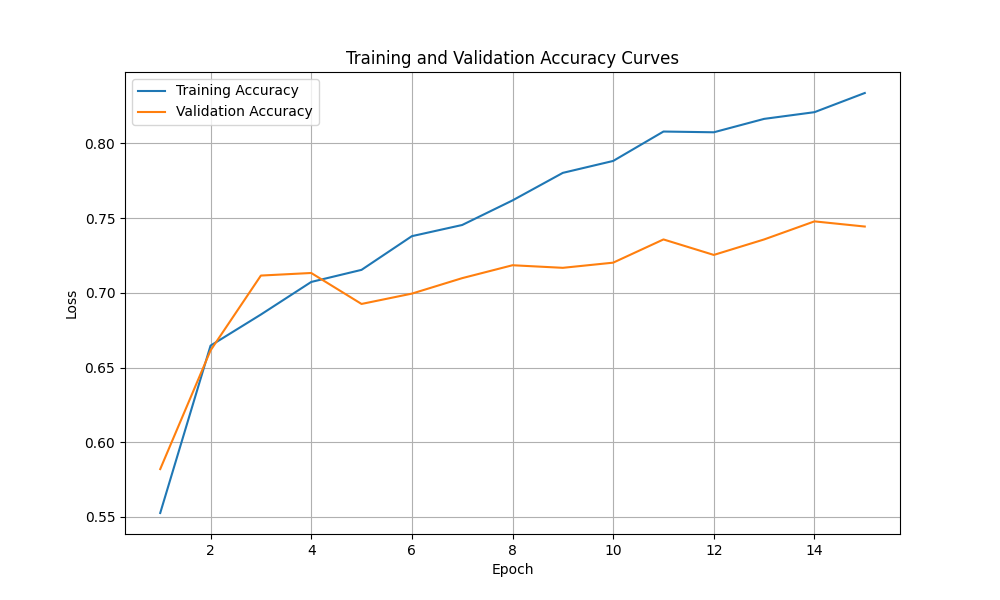 Training and Validation Accuracy Curves
Training Accuracy
Validation Accuracy
0.80
0.75
0.70
0.65
0.60
0.55
Loss
2 4 6 8 10 12 14
Epoch